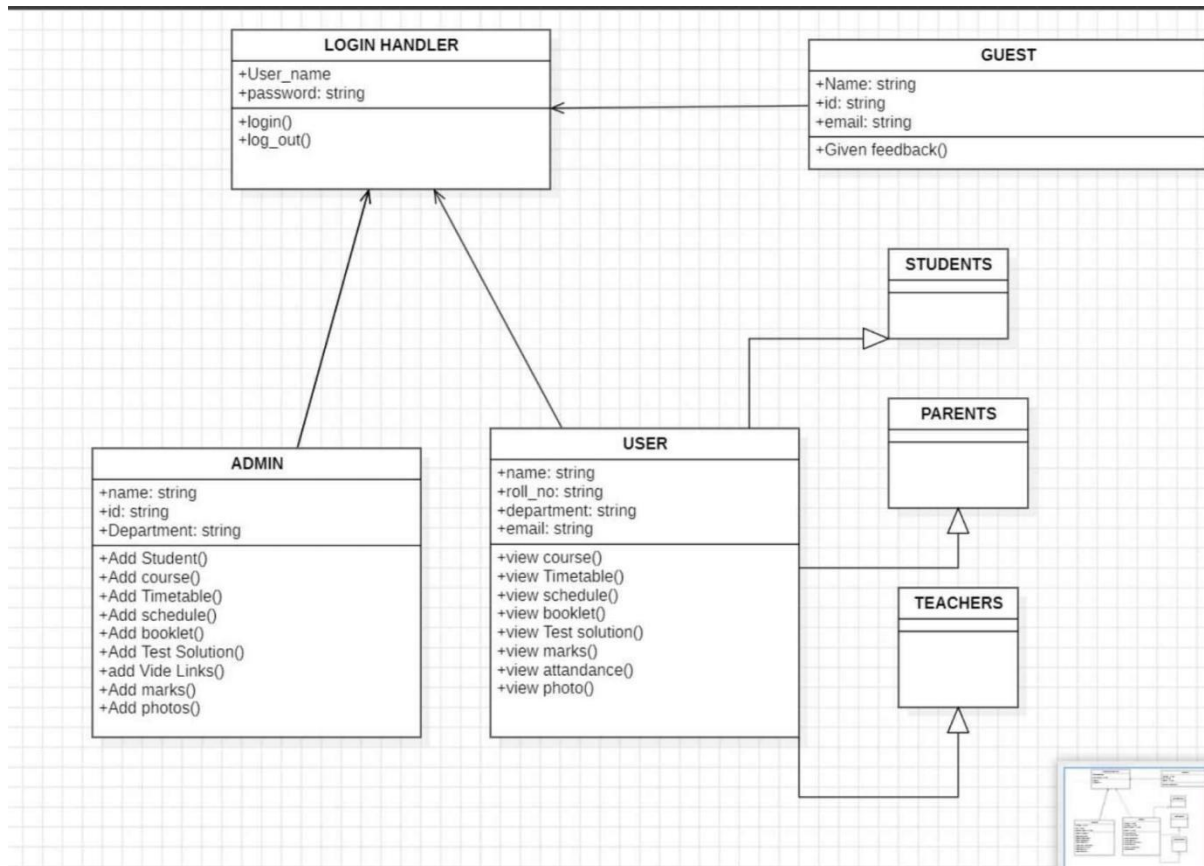 LOGIN HANDLER
+User_name
+password: string
+login()
+log_out()
GUEST
+Name: string
+id: string
+email: string
+Given feedback()
STUDENTS
PARENTS
TEACHERS
ADMIN
+name: string
+id: string
+Department: string
+Add Student()
+Add course()
+Add Timetable()
+Add schedule()
+Add booklet()
+Add Test Solution()
+add Vide Links()
+Add marks()
+Add photos()
USER
+name: string
+roll_no: string
+department: string
+email: string
+view course()
+view Timetable()
+view schedule()
+view booklet()
+view Test solution()
+view marks()
+view attandance()
+view photo()